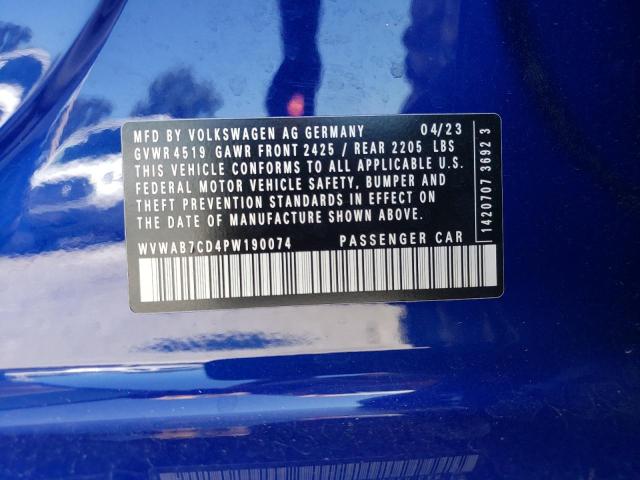 MFD BY VOLKSWAGEN AG GERMANY 04/23
GVWR 4519 GAWR FRONT 2425 / REAR 2205 LBS
THIS VEHICLE CONFORMS TO ALL APPLICABLE U.S.
FEDERAL MOTOR VEHICLE SAFETY, BUMPER AND
THEFT PREVENTION STANDARDS IN EFFECT ON
THE DATE OF MANUFACTURE SHOWN ABOVE.
WVWAB7CD4PW190074 PASSENGER CAR
1420707 3692 3